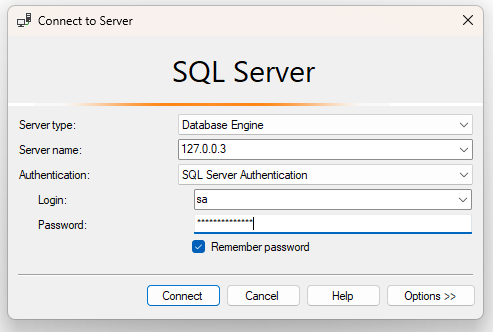 Connect to Server
SQL Server
Server type: Database Engine
Server name: 127.0.0.3
Authentication: SQL Server Authentication
Login: sa
Password: **************
Remember password
Connect Cancel Help Options >>